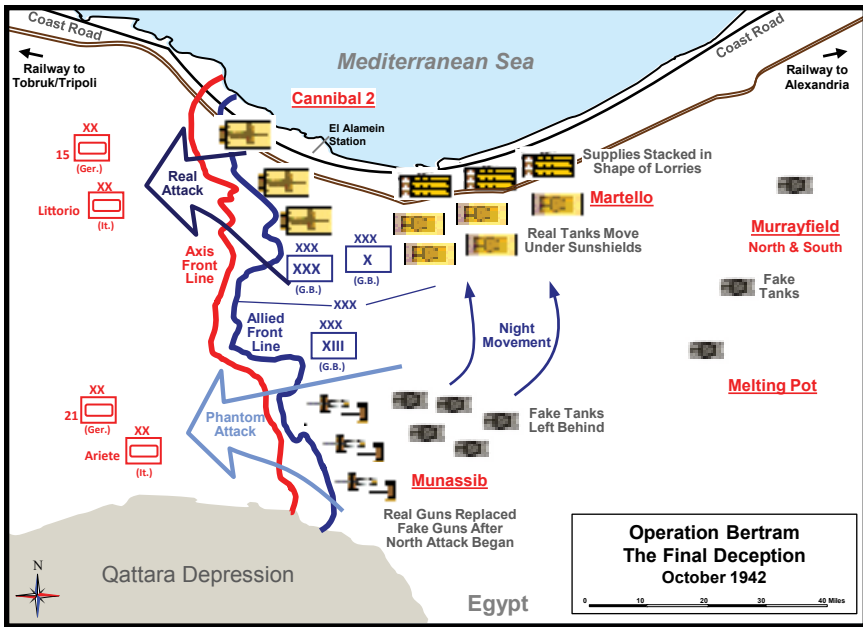 Coast Road
Mediterranean Sea
Coast Road
Railway to
Tobruk/Tripoli
Railway to
Alexandria
Cannibal 2
El Alamein
Station
XX
15
(Ger.)
Real
Attack
Supplies Stacked in
Shape of Lorries
XX
Littorio
(It.)
Martello
Murrayfield
North & South
Real Tanks Move
Under Sunshields
Axis
Front
Line
XXX
XXX
(G.B.)
XXX
X
(G.B.)
Fake
Tanks
XXX
Allied
Front
Line
XXX
XIII
(G.B.)
Night
Movement
Melting Pot
XX
21
(Ger.)
Phantom
Attack
Fake Tanks
Left Behind
XX
Ariete
(It.)
Munassib
Real Guns Replaced
Fake Guns After
North Attack Began
Qattara Depression
N
Egypt
Operation Bertram
The Final Deception
October 1942
0 10 20 30 40 Miles